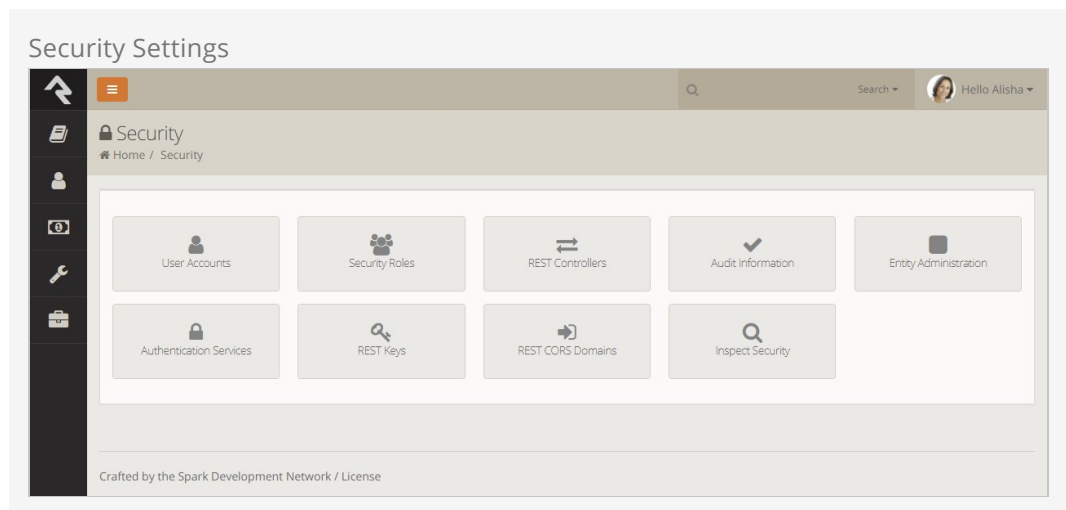 Security Settings
Search
Hello Alisha
Security
Home / Security
User Accounts
Security Roles
REST Controllers
Audit Information
Entity Administration
Authentication Services
REST Keys
REST CORS Domains
Inspect Security
Crafted by the Spark Development Network / License